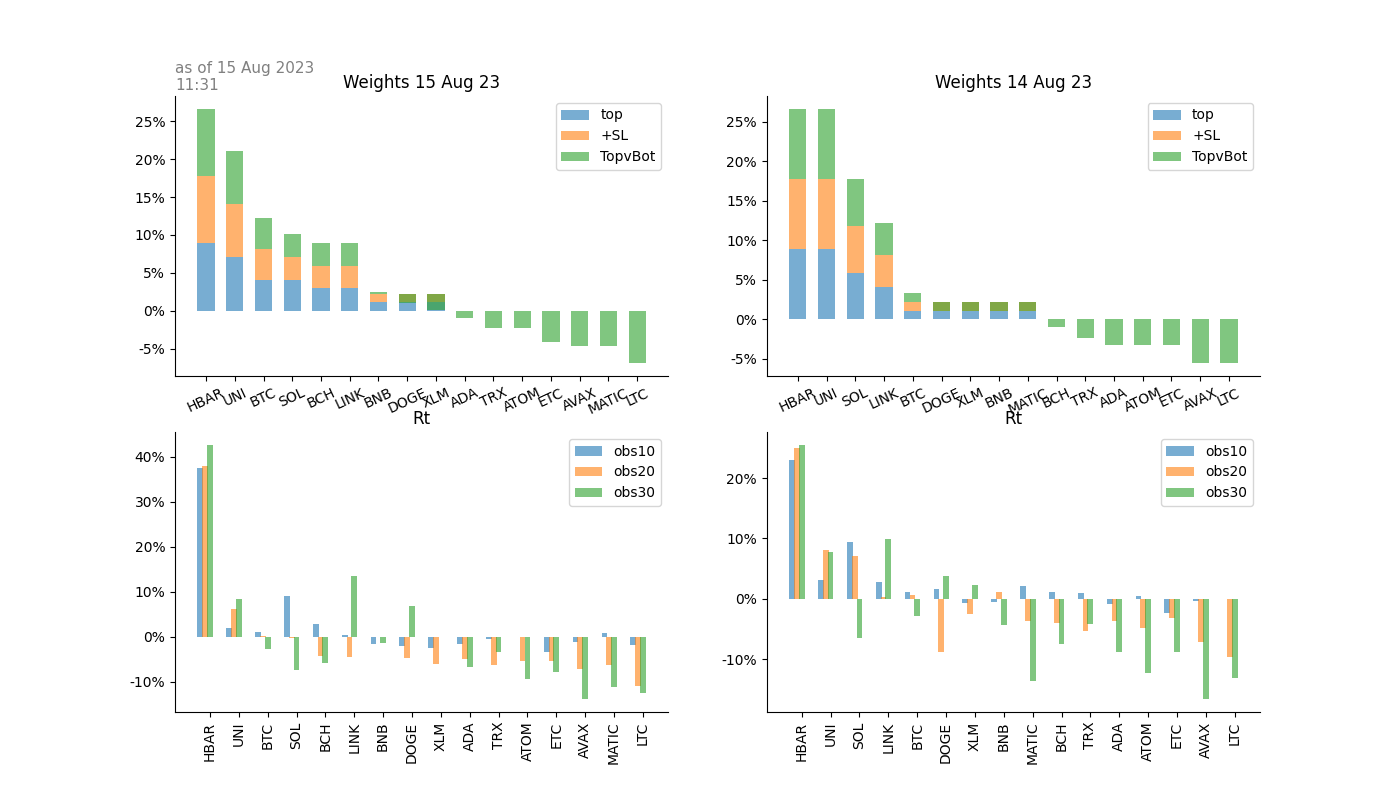 as of 15 Aug 2023
11:31
Weights 15 Aug 23
25%
20%
15%
10%
5%
0%
-5%
top
+SL
TopvBot
HBAR UNI BTC SOL BCH LINK BNB DOGE XLM ADA TRX ATOM ETC AVAX MATIC LTC
Weights 14 Aug 23
25%
20%
15%
10%
5%
0%
-5%
top
+SL
TopvBot
HBAR UNI SOL LINK BTC DOGE XLM BNB MATIC BCH TRX ADA ATOM ETC AVAX LTC
Rt
40%
30%
20%
10%
0%
-10%
obs10
obs20
obs30
HBAR UNI BTC SOL BCH LINK BNB DOGE XLM ADA TRX ATOM ETC AVAX MATIC LTC
Rt
20%
10%
0%
-10%
obs10
obs20
obs30
HBAR UNI SOL LINK BTC DOGE XLM BNB MATIC BCH TRX ADA ATOM ETC AVAX LTC